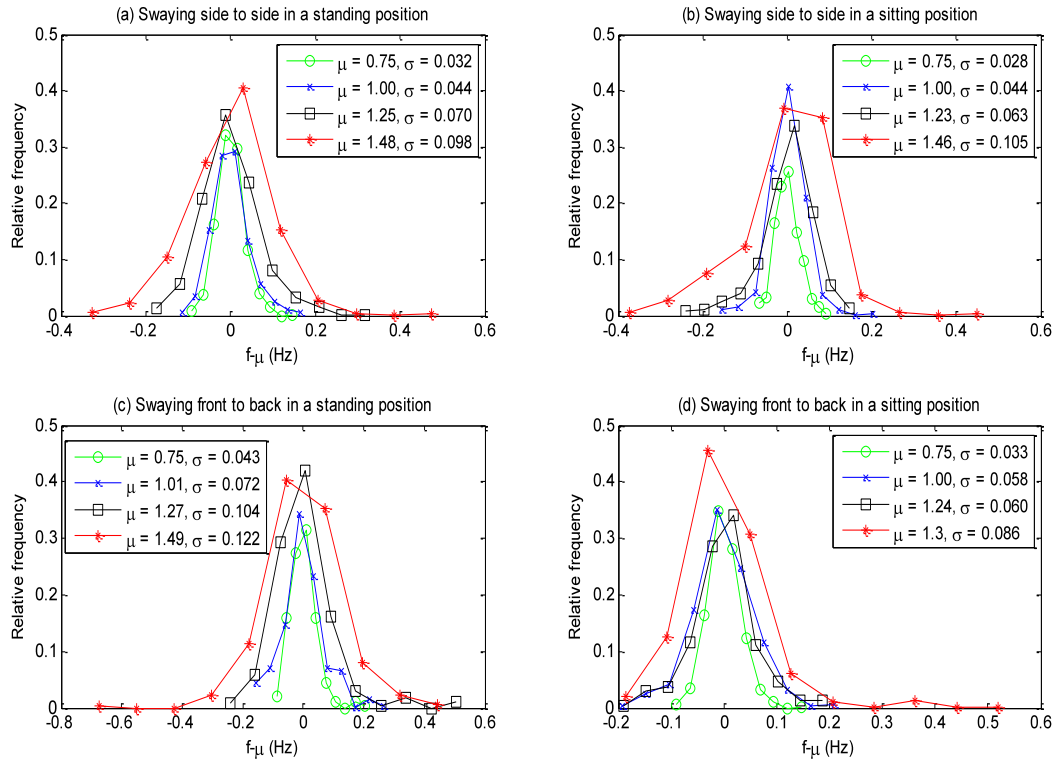 (a) Swaying side to side in a standing position
0.5
0.4
0.3
0.2
0.1
0
Relative frequency
μ = 0.75, σ = 0.032
μ = 1.00, σ = 0.044
μ = 1.25, σ = 0.070
μ = 1.48, σ = 0.098
-0.4 -0.2 0 0.2 0.4 0.6
f-μ (Hz)
(b) Swaying side to side in a sitting position
0.5
0.4
0.3
0.2
0.1
0
Relative frequency
μ = 0.75, σ = 0.028
μ = 1.00, σ = 0.044
μ = 1.23, σ = 0.063
μ = 1.46, σ = 0.105
-0.4 -0.2 0 0.2 0.4 0.6
f-μ (Hz)
(c) Swaying front to back in a standing position
0.5
0.4
0.3
0.2
0.1
0
Relative frequency
μ = 0.75, σ = 0.043
μ = 1.01, σ = 0.072
μ = 1.27, σ = 0.104
μ = 1.49, σ = 0.122
-0.8 -0.6 -0.4 -0.2 0 0.2 0.4 0.6
f-μ (Hz)
(d) Swaying front to back in a sitting position
0.5
0.4
0.3
0.2
0.1
0
Relative frequency
μ = 0.75, σ = 0.033
μ = 1.00, σ = 0.058
μ = 1.24, σ = 0.060
μ = 1.3, σ = 0.086
-0.2 -0.1 0 0.1 0.2 0.3 0.4 0.5 0.6
f-μ (Hz)